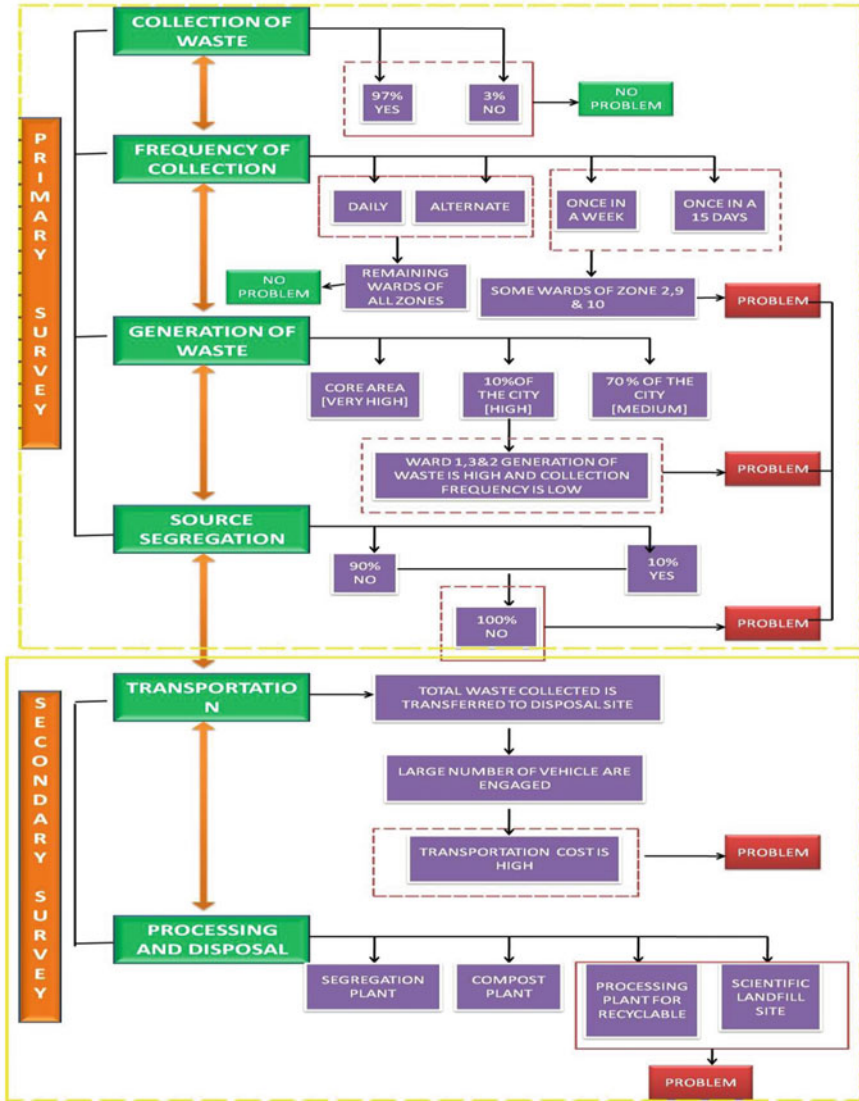 PRIMARY SURVEY
COLLECTION OF
WASTE
97%
YES
3%
NO
NO
PROBLEM
FREQUENCY OF
COLLECTION
DAILY
ALTERNATE
ONCE IN
A WEEK
ONCE IN A
15 DAYS
NO
PROBLEM
REMAINING
WARDS OF
ALL ZONES
SOME WARDS OF ZONE 2,9
& 10
PROBLEM
GENERATION OF
WASTE
CORE AREA
[VERY HIGH]
10%OF
THE CITY
[HIGH]
70 % OF THE
CITY
[MEDIUM]
WARD 1,3&2 GENERATION OF
WASTE IS HIGH AND COLLECTION
FREQUENCY IS LOW
PROBLEM
SOURCE
SEGREGATION
90%
NO
10%
YES
100%
NO
PROBLEM
SECONDARY SURVEY
TRANSPORTATIO
N
TOTAL WASTE COLLECTED IS
TRANSFERRED TO DISPOSAL SITE
LARGE NUMBER OF VEHICLE ARE
ENGAGED
TRANSPORTATION COST IS
HIGH
PROBLEM
PROCESSING
AND DISPOSAL
SEGREGATION
PLANT
COMPOST
PLANT
PROCESSING
PLANT FOR
RECYCLABLE
SCIENTIFIC
LANDFILL
SITE
PROBLEM